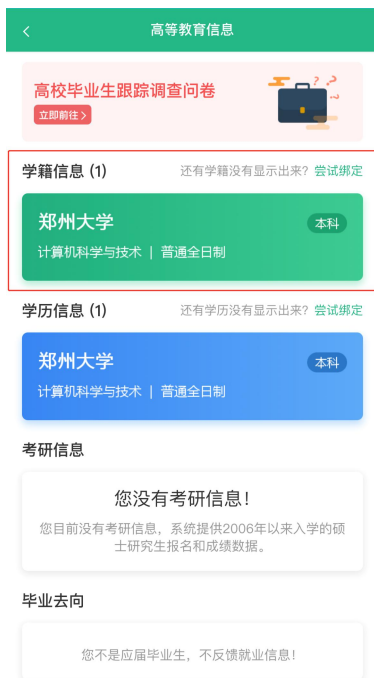 高等教育信息
高校毕业生跟踪调查问卷
立即前往 >
学籍信息 (1) 还有学籍没有显示出来? 尝试绑定
郑州大学 本科
计算机科学与技术 | 普通全日制
学历信息 (1) 还有学历没有显示出来? 尝试绑定
郑州大学 本科
计算机科学与技术 | 普通全日制
考研信息
您没有考研信息!
您目前没有考研信息，系统提供2006年以来入学的硕
士研究生报名和成绩数据。
毕业去向
您不是应届毕业生，不反馈就业信息!